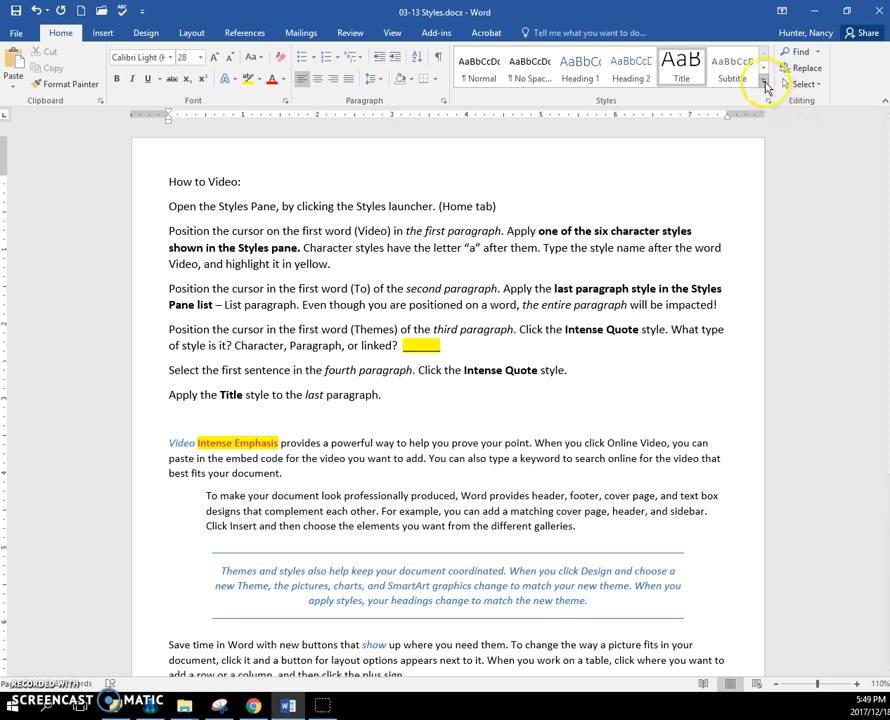 03-13 Styles.docx - Word
File Home Insert Design Layout References Mailings Review View Add-ins Acrobat Tell me what you want to do... Hunter, Nancy Share
Paste Cut Copy Format Painter
Clipboard
Calibri Light (H 28
Font
Paragraph
AaBbCcDc AaBbCcDc AaBbCc AaBbCcC AaB AaBbCcD
¶ Normal ¶ No Spac... Heading 1 Heading 2 Title Subtitle
Styles
Find
Replace
Select
Editing
How to Video:
Open the Styles Pane, by clicking the Styles launcher. (Home tab)
Position the cursor on the first word (Video) in the first paragraph. Apply one of the six character styles
shown in the Styles pane. Character styles have the letter “a” after them. Type the style name after the word
Video, and highlight it in yellow.
Position the cursor in the first word (To) of the second paragraph. Apply the last paragraph style in the Styles
Pane list – List paragraph. Even though you are positioned on a word, the entire paragraph will be impacted!
Position the cursor in the first word (Themes) of the third paragraph. Click the Intense Quote style. What type
of style is it? Character, Paragraph, or linked? ______
Select the first sentence in the fourth paragraph. Click the Intense Quote style.
Apply the Title style to the last paragraph.
Video Intense Emphasis provides a powerful way to help you prove your point. When you click Online Video, you can
paste in the embed code for the video you want to add. You can also type a keyword to search online for the video that
best fits your document.
To make your document look professionally produced, Word provides header, footer, cover page, and text box
designs that complement each other. For example, you can add a matching cover page, header, and sidebar.
Click Insert and then choose the elements you want from the different galleries.
Themes and styles also help keep your document coordinated. When you click Design and choose a
new Theme, the pictures, charts, and SmartArt graphics change to match your new theme. When you
apply styles, your headings change to match the new theme.
Save time in Word with new buttons that show up where you need them. To change the way a picture fits in your
document, click it and a button for layout options appears next to it. When you work on a table, click where you want to
add a row or a column, and then click the plus sign.
RECORDED WITH
SCREENCAST MATIC
110%
5:49 PM
2017/12/18